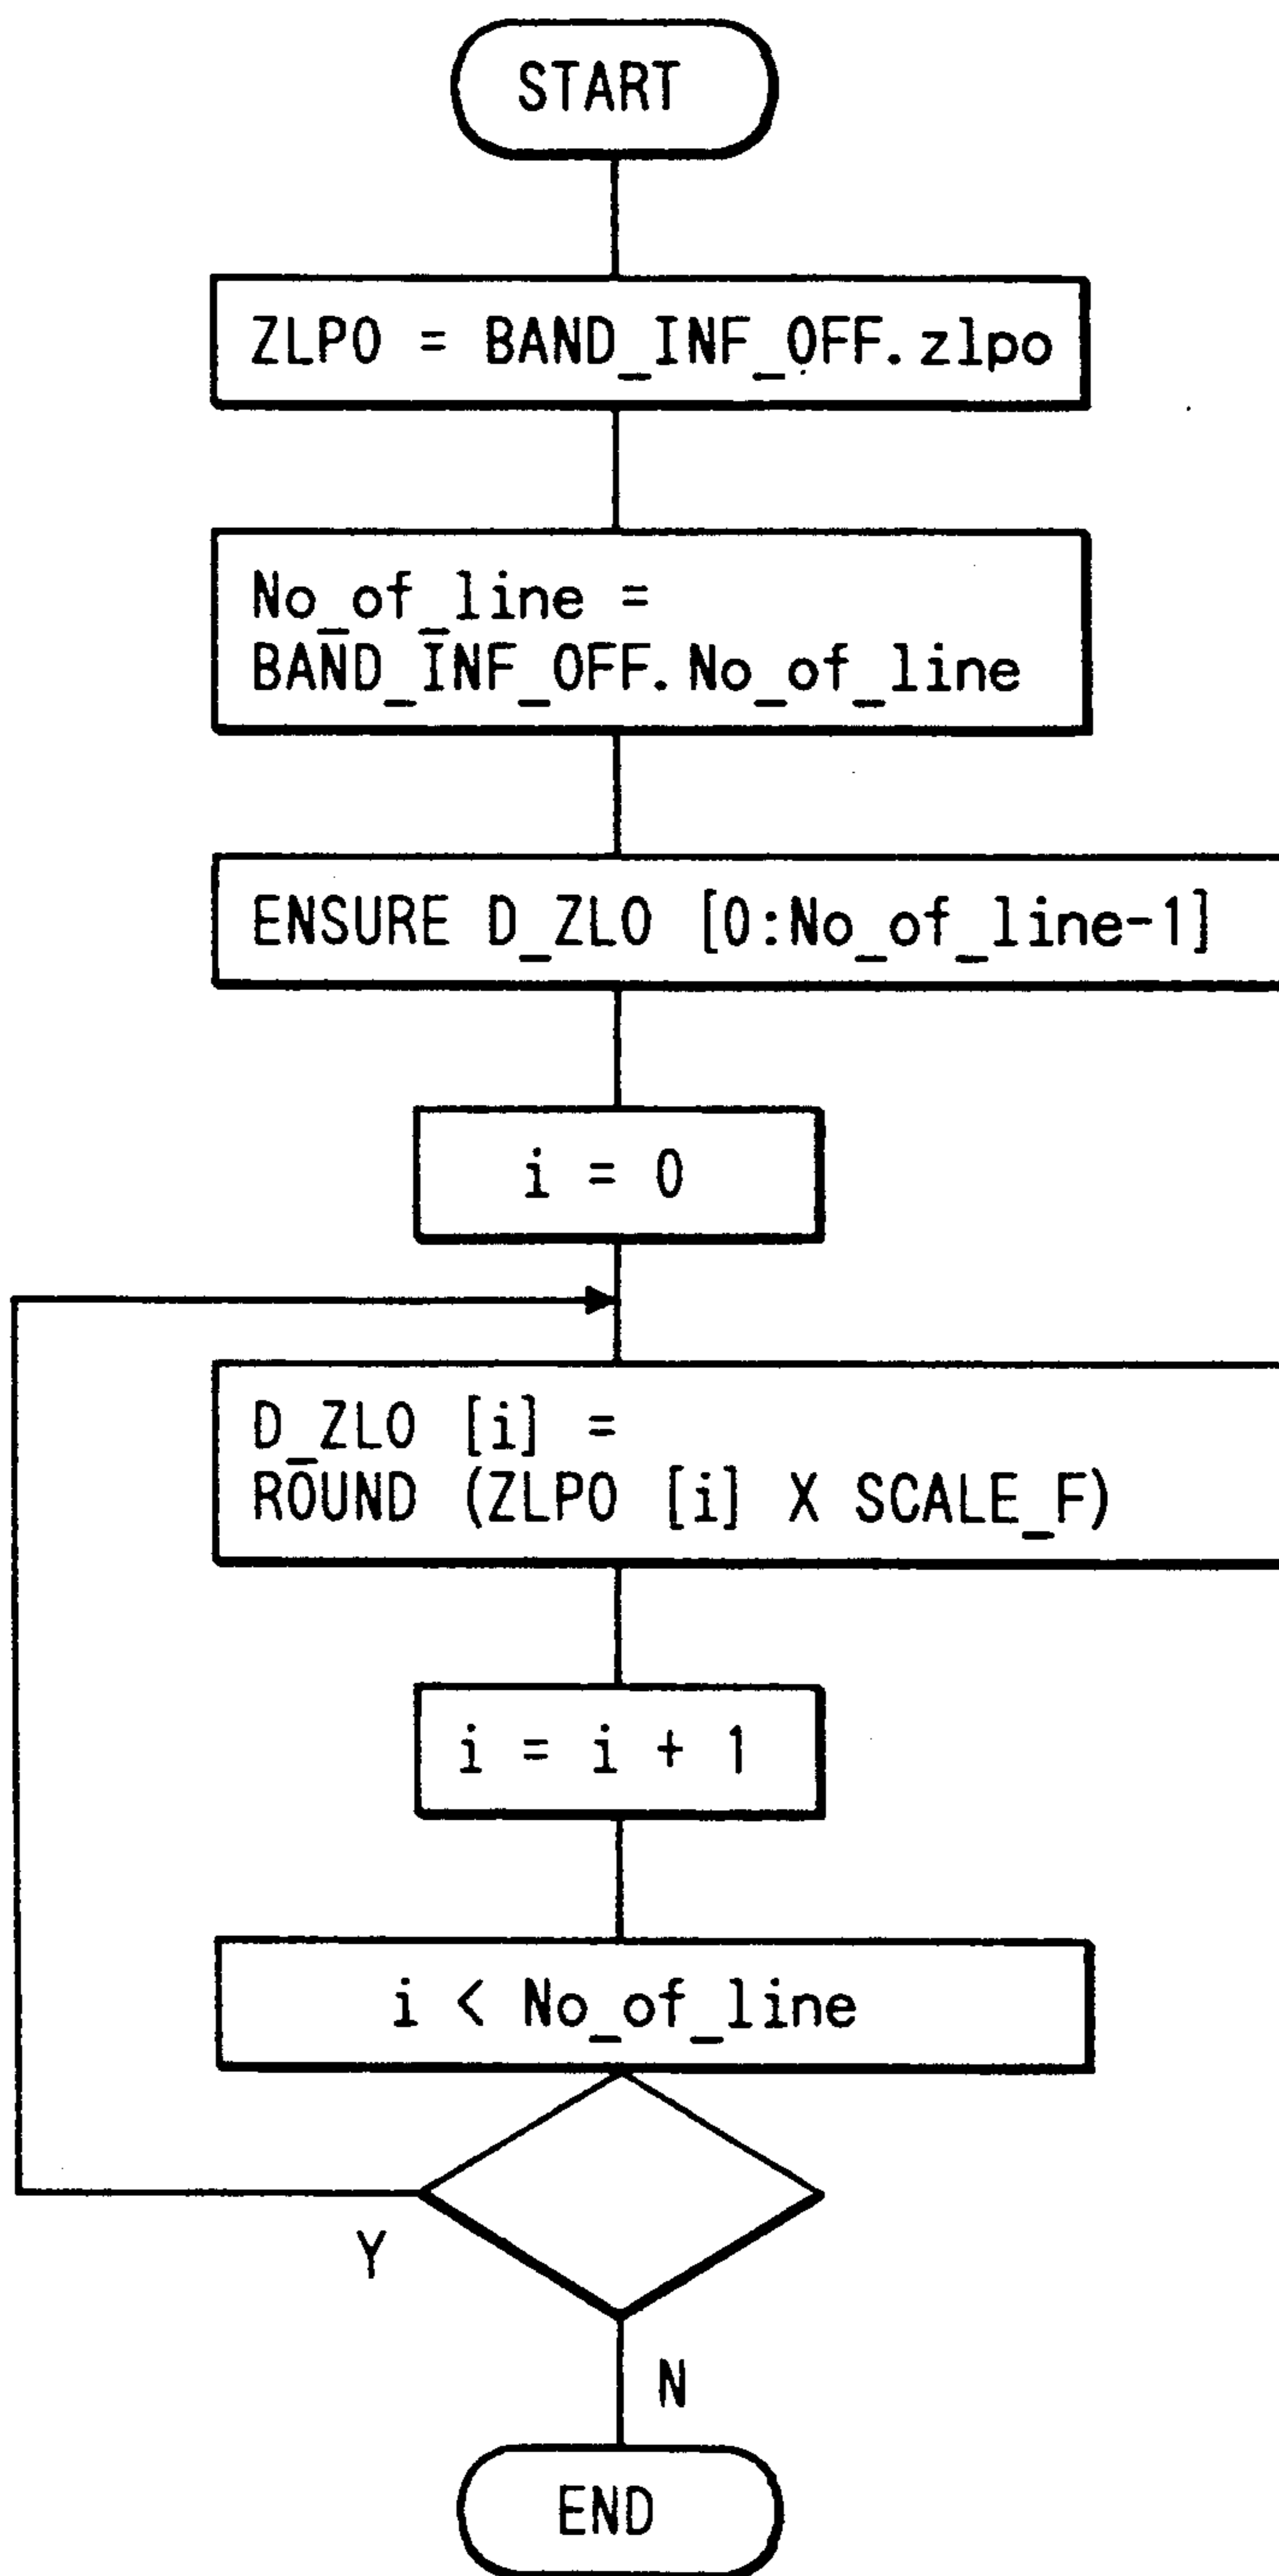 START
ZLPO = BAND_INF_OFF.zlpo
No_of_line =
BAND_INF_OFF.No_of_line
ENSURE D_ZLO [0:No_of_line-1]
i = 0
D_ZLO [i] =
ROUND (ZLPO [i] X SCALE_F)
i = i + 1
i < No_of_line
Y
N
END